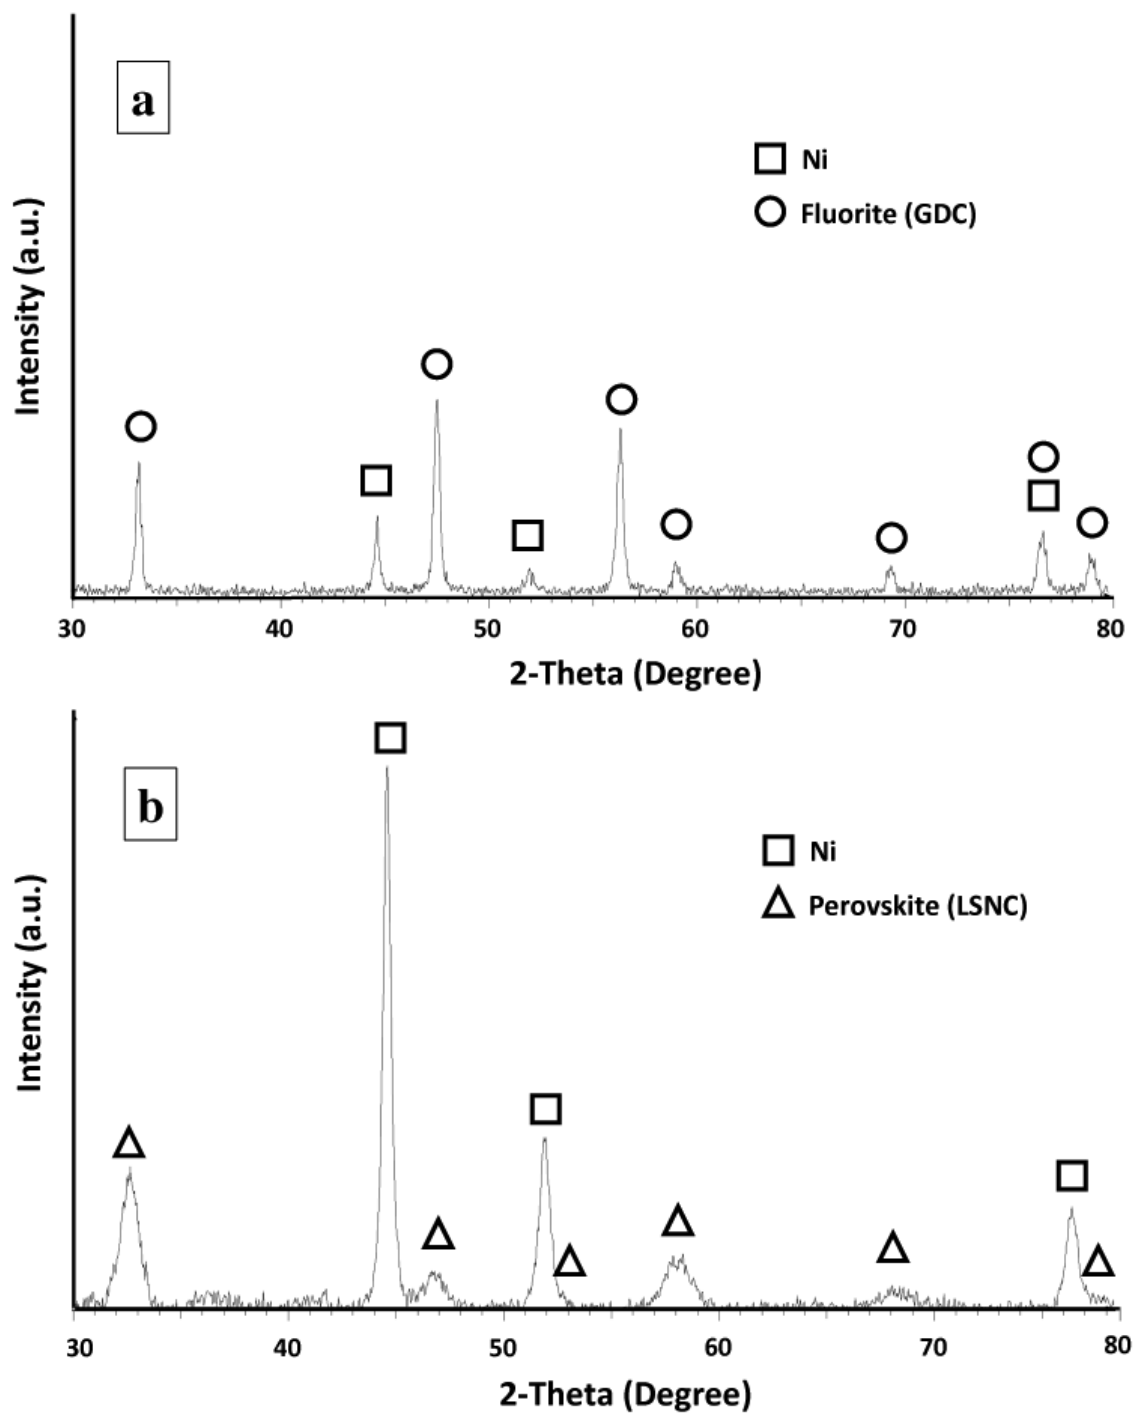 a
Ni
Fluorite (GDC)
Intensity (a.u.)
30 40 50 60 70 80
2-Theta (Degree)
b
Ni
Perovskite (LSNC)
Intensity (a.u.)
30 40 50 60 70 80
2-Theta (Degree)